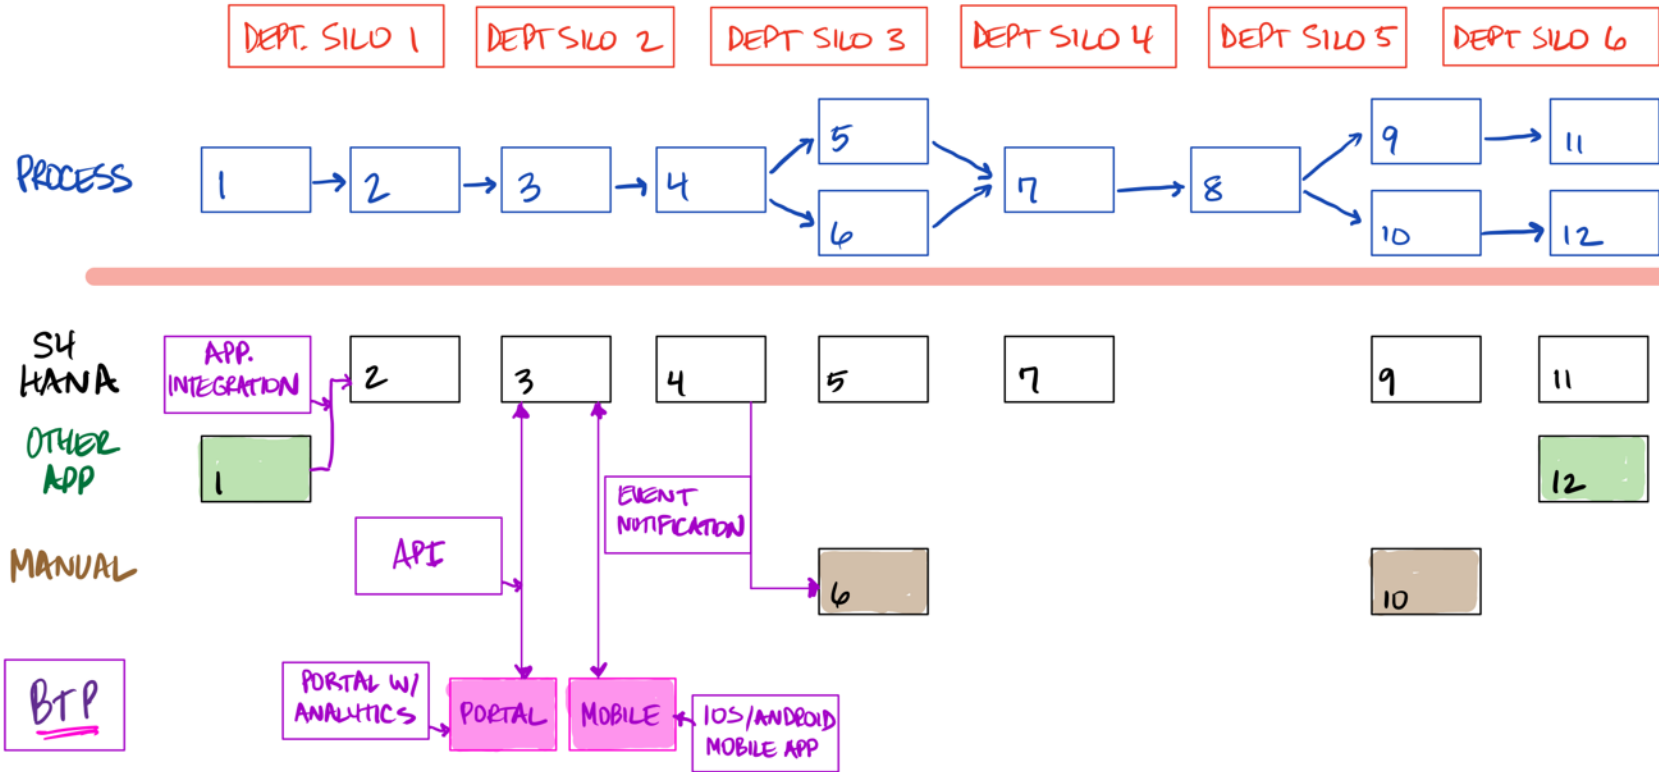 DEPT. SILO 1
DEPT SILO 2
DEPT SILO 3
DEPT SILO 4
DEPT SILO 5
DEPT SILO 6
PROCESS
1
2
3
4
5
6
7
8
9
10
11
12
S4
HANA
APP.
INTEGRATION
2
3
4
5
7
9
11
OTHER
APP
1
12
EVENT
NOTIFICATION
API
MANUAL
6
10
BTP
PORTAL W/
ANALYTICS
PORTAL
MOBILE
IOS/ANDROID
MOBILE APP